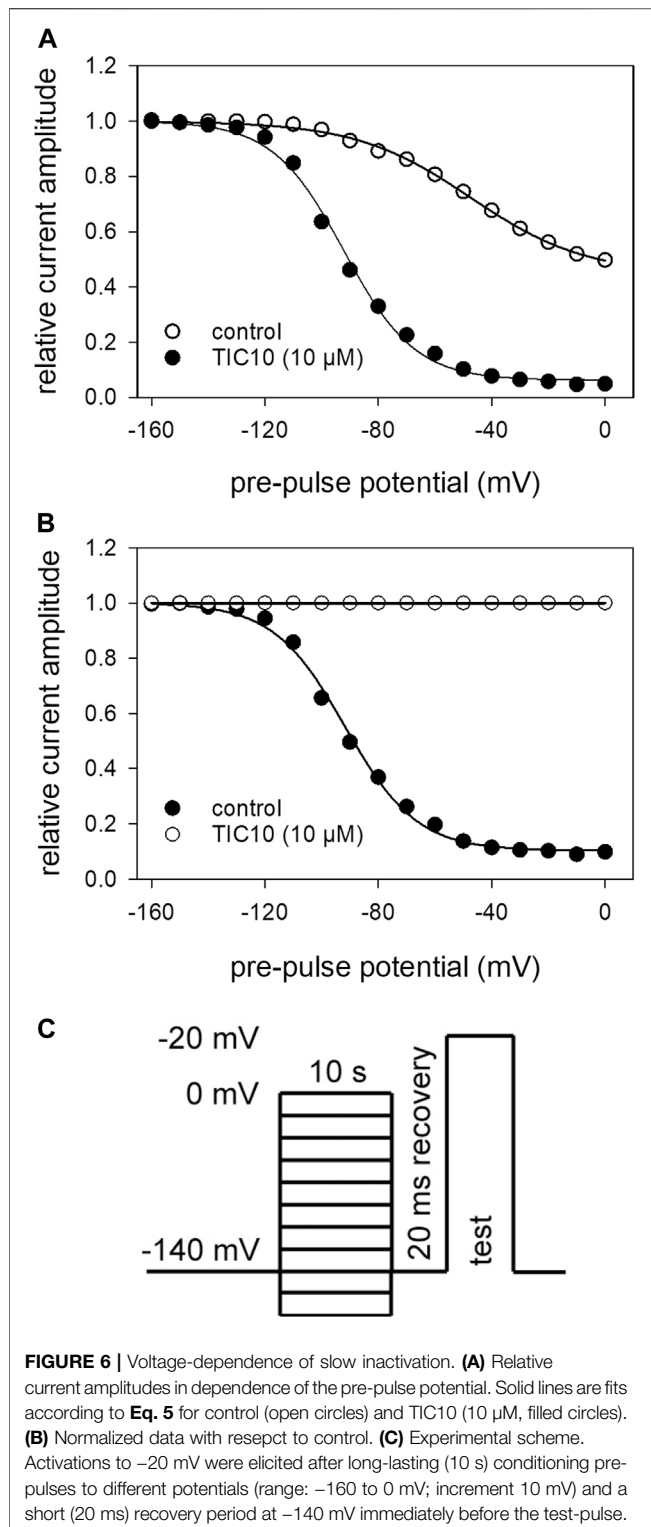 A
relative current amplitude
1.2
1.0
0.8
0.6
0.4
0.2
0.0
control
TIC10 (10 µM)
-160
-120
-80
-40
0
pre-pulse potential (mV)
B
relative current amplitude
1.2
1.0
0.8
0.6
0.4
0.2
0.0
control
TIC10 (10 µM)
-160
-120
-80
-40
0
pre-pulse potential (mV)
C
-20 mV
0 mV
-140 mV
10 s
20 ms recovery
test
FIGURE 6 | Voltage-dependence of slow inactivation. (A) Relative
current amplitudes in dependence of the pre-pulse potential. Solid lines are fits
according to Eq. 5 for control (open circles) and TIC10 (10 µM, filled circles).
(B) Normalized data with resepct to control. (C) Experimental scheme.
Activations to −20 mV were elicited after long-lasting (10 s) conditioning pre-
pulses to different potentials (range: −160 to 0 mV; increment 10 mV) and a
short (20 ms) recovery period at −140 mV immediately before the test-pulse.